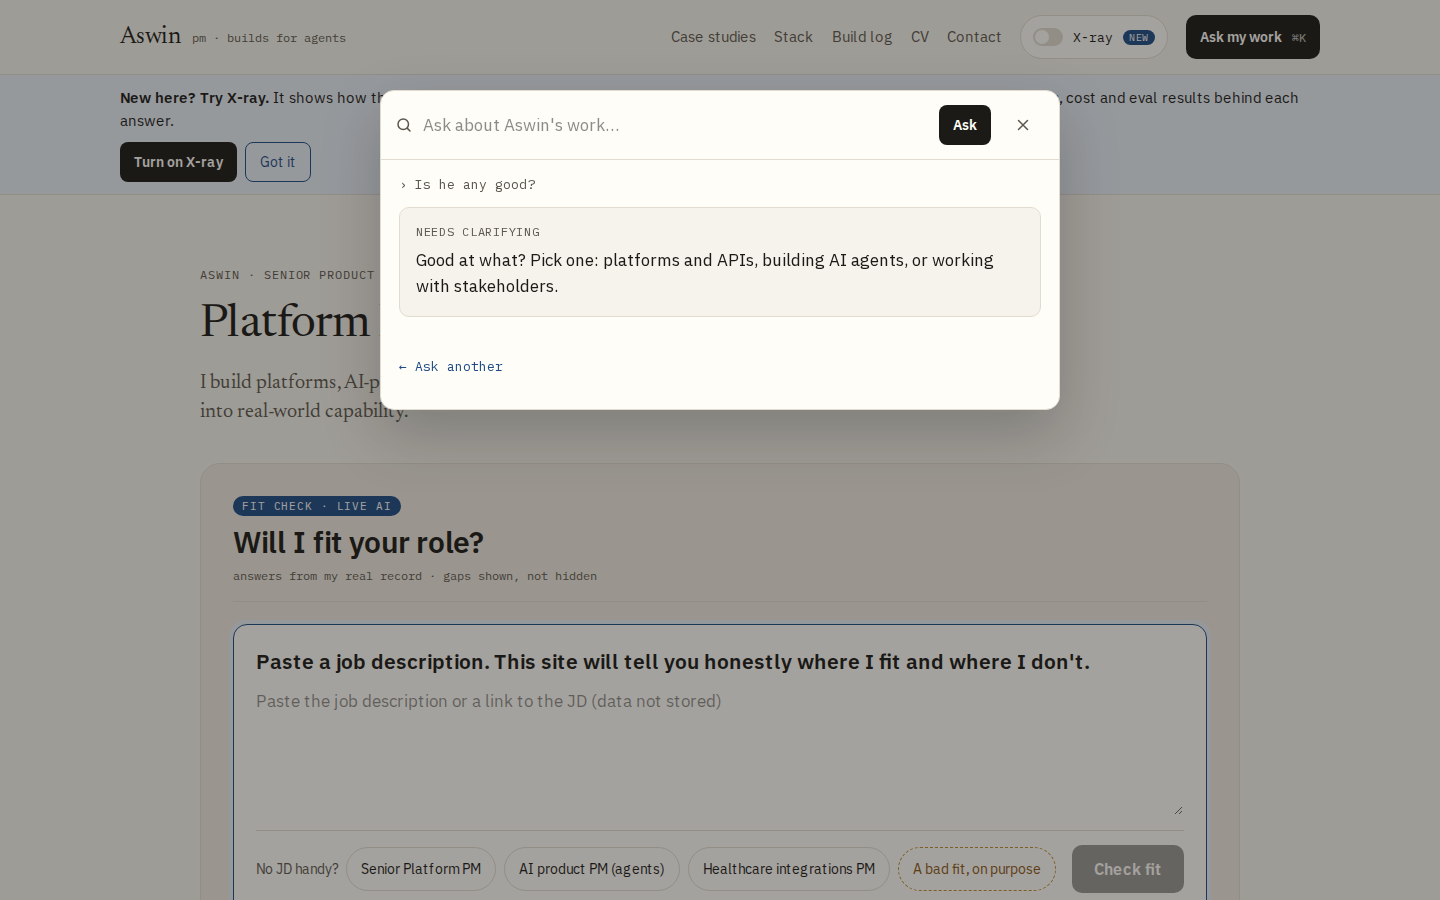 Aswin pm · builds for agents
Case studies Stack Build log CV Contact X-ray NEW Ask my work ⌘K
New here? Try X-ray. It shows how th , cost and eval results behind each
answer.
Turn on X-ray Got it
Ask about Aswin's work...
Ask
› Is he any good?
NEEDS CLARIFYING
Good at what? Pick one: platforms and APIs, building AI agents, or working
with stakeholders.
← Ask another
ASWIN · SENIOR PRODUCT
Platform
I build platforms, AI-p
into real-world capability.
FIT CHECK · LIVE AI
Will I fit your role?
answers from my real record · gaps shown, not hidden
Paste a job description. This site will tell you honestly where I fit and where I don't.
Paste the job description or a link to the JD (data not stored)
No JD handy? Senior Platform PM AI product PM (agents) Healthcare integrations PM A bad fit, on purpose Check fit